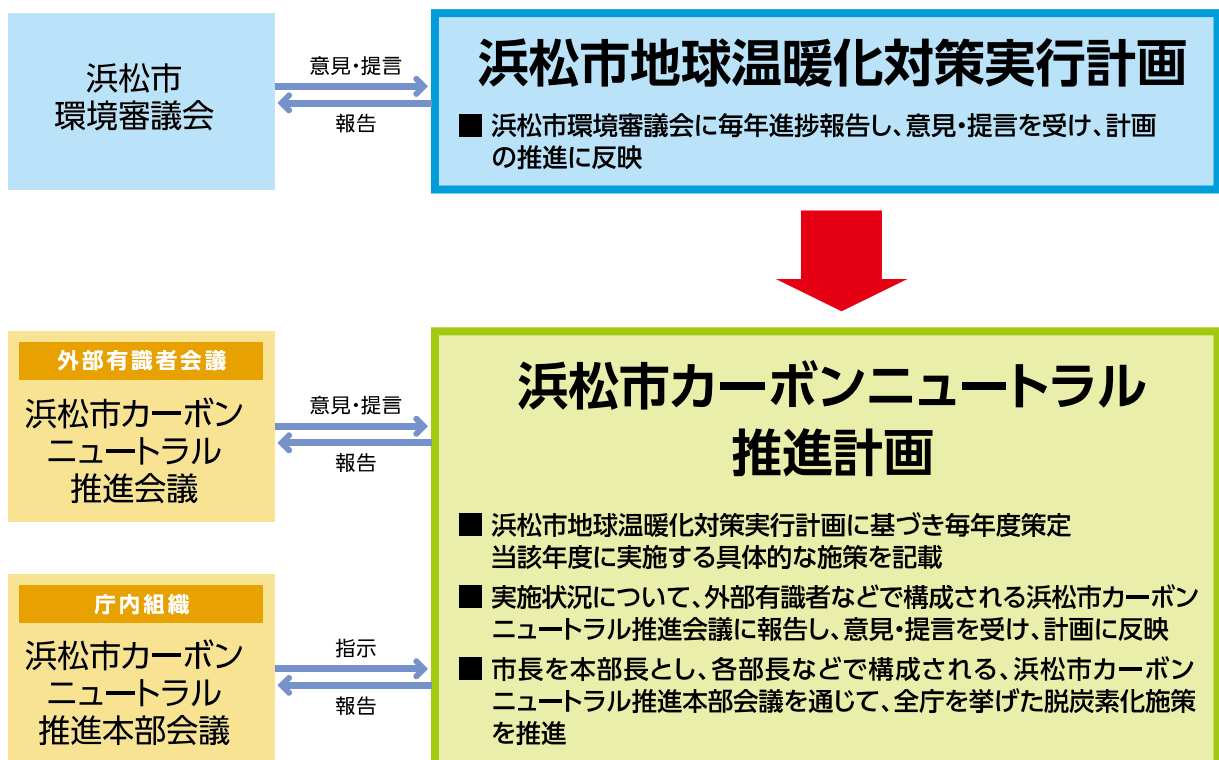 浜松市
環境審議会
意見・提言
報告
浜松市地球温暖化対策実行計画
■ 浜松市環境審議会に毎年進捗報告し、意見・提言を受け、計画
の推進に反映
外部有識者会議
浜松市カーボン
ニュートラル
推進会議
意見・提言
報告
庁内組織
浜松市カーボン
ニュートラル
推進本部会議
指示
報告
浜松市カーボンニュートラル
推進計画
■ 浜松市地球温暖化対策実行計画に基づき毎年度策定
当該年度に実施する具体的な施策を記載
■ 実施状況について、外部有識者などで構成される浜松市カーボン
ニュートラル推進会議に報告し、意見・提言を受け、計画に反映
■ 市長を本部長とし、各部長などで構成される、浜松市カーボン
ニュートラル推進本部会議を通じて、全庁を挙げた脱炭素化施策
を推進